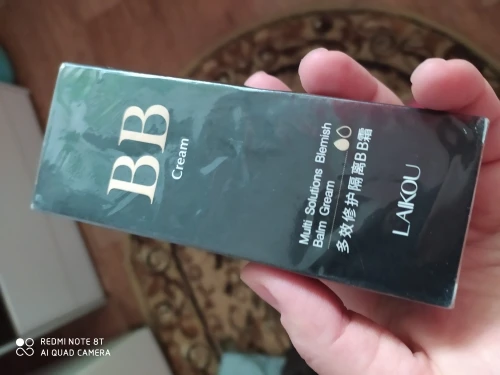 BB
Cream
Multi Solutions Blemish
Balm Gream
多效修护隔离BB霜
LAIKOU
REDMI NOTE 8T
AI QUAD CAMERA